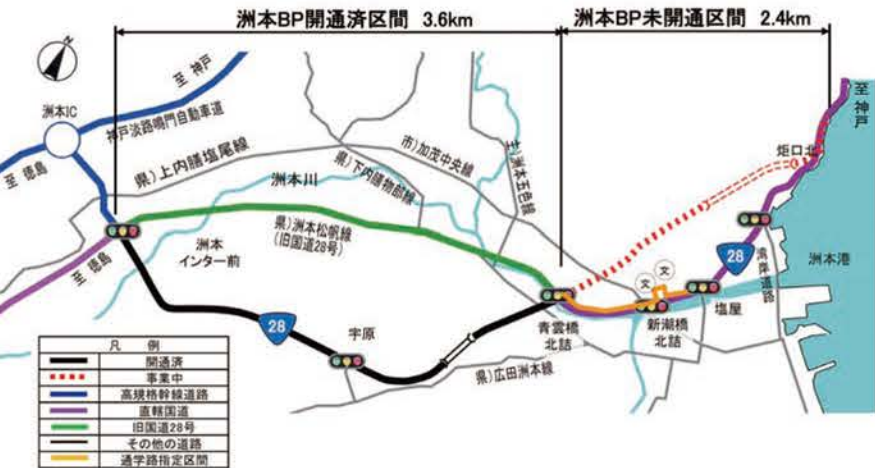 洲本BP開通済区間 3.6km
洲本BP未開通区間 2.4km
N
至 神戸
至 神戸
洲本IC
神戸淡路鳴門自動車道
至 徳島
県)上内膳塩尾線
洲本川
県)下内膳物部線
市)加茂中央線
主)洲本五色線
炬口北
県)洲本松帆線
(旧国道28号)
洲本
インター前
至 徳島
28
宇原
青雲橋
北詰
文
文
新潮橋
北詰
塩屋
28
湾岸道路
洲本港
県)広田洲本線
凡 例
開通済
事業中
高規格幹線道路
直轄国道
旧国道28号
その他の道路
通学路指定区間